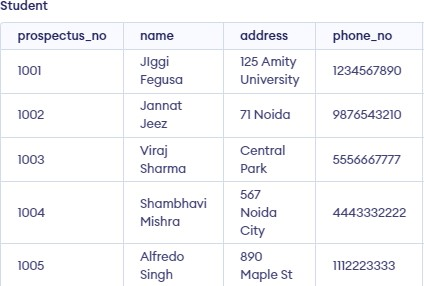 Student
prospectus_no name address phone_no
1001 JIggi Fegusa 125 Amity University 1234567890
1002 Jannat Jeez 71 Noida 9876543210
1003 Viraj Sharma Central Park 5556667777
1004 Shambhavi Mishra 567 Noida City 4443332222
1005 Alfredo Singh 890 Maple St 1112223333